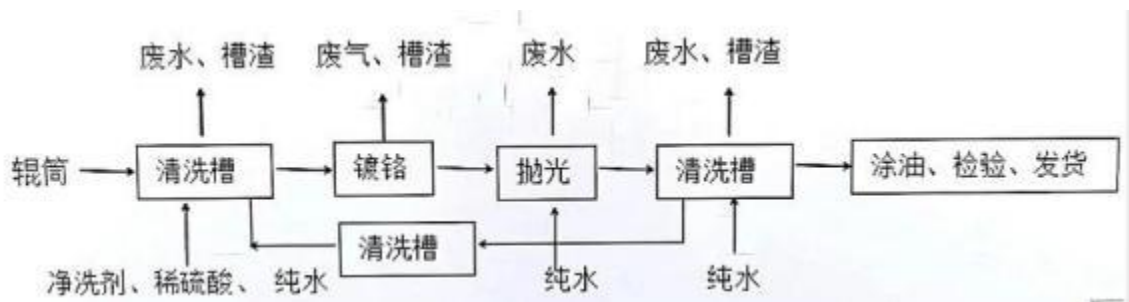 废水、槽渣 废气、槽渣 废水 废水、槽渣
辊筒 清洗槽 镀铬 抛光 清洗槽 涂油、检验、发货
清洗槽
净洗剂、稀硫酸、 纯水 纯水 纯水